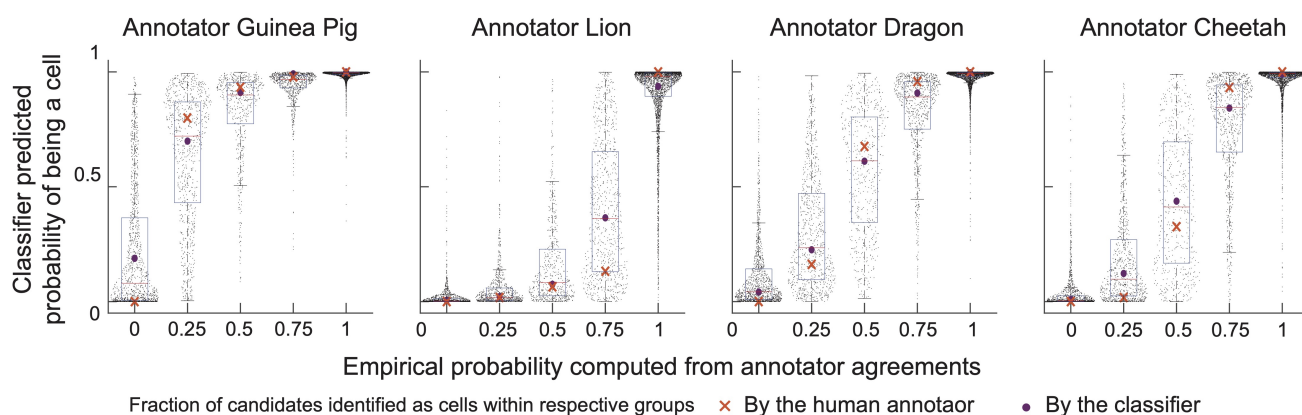 Annotator Guinea Pig
Annotator Lion
Annotator Dragon
Annotator Cheetah
Classifier predicted
probability of being a cell
1
0.5
0
0 0.25 0.5 0.75 1
0 0.25 0.5 0.75 1
0 0.25 0.5 0.75 1
0 0.25 0.5 0.75 1
Empirical probability computed from annotator agreements
Fraction of candidates identified as cells within respective groups × By the human annotaor • By the classifier